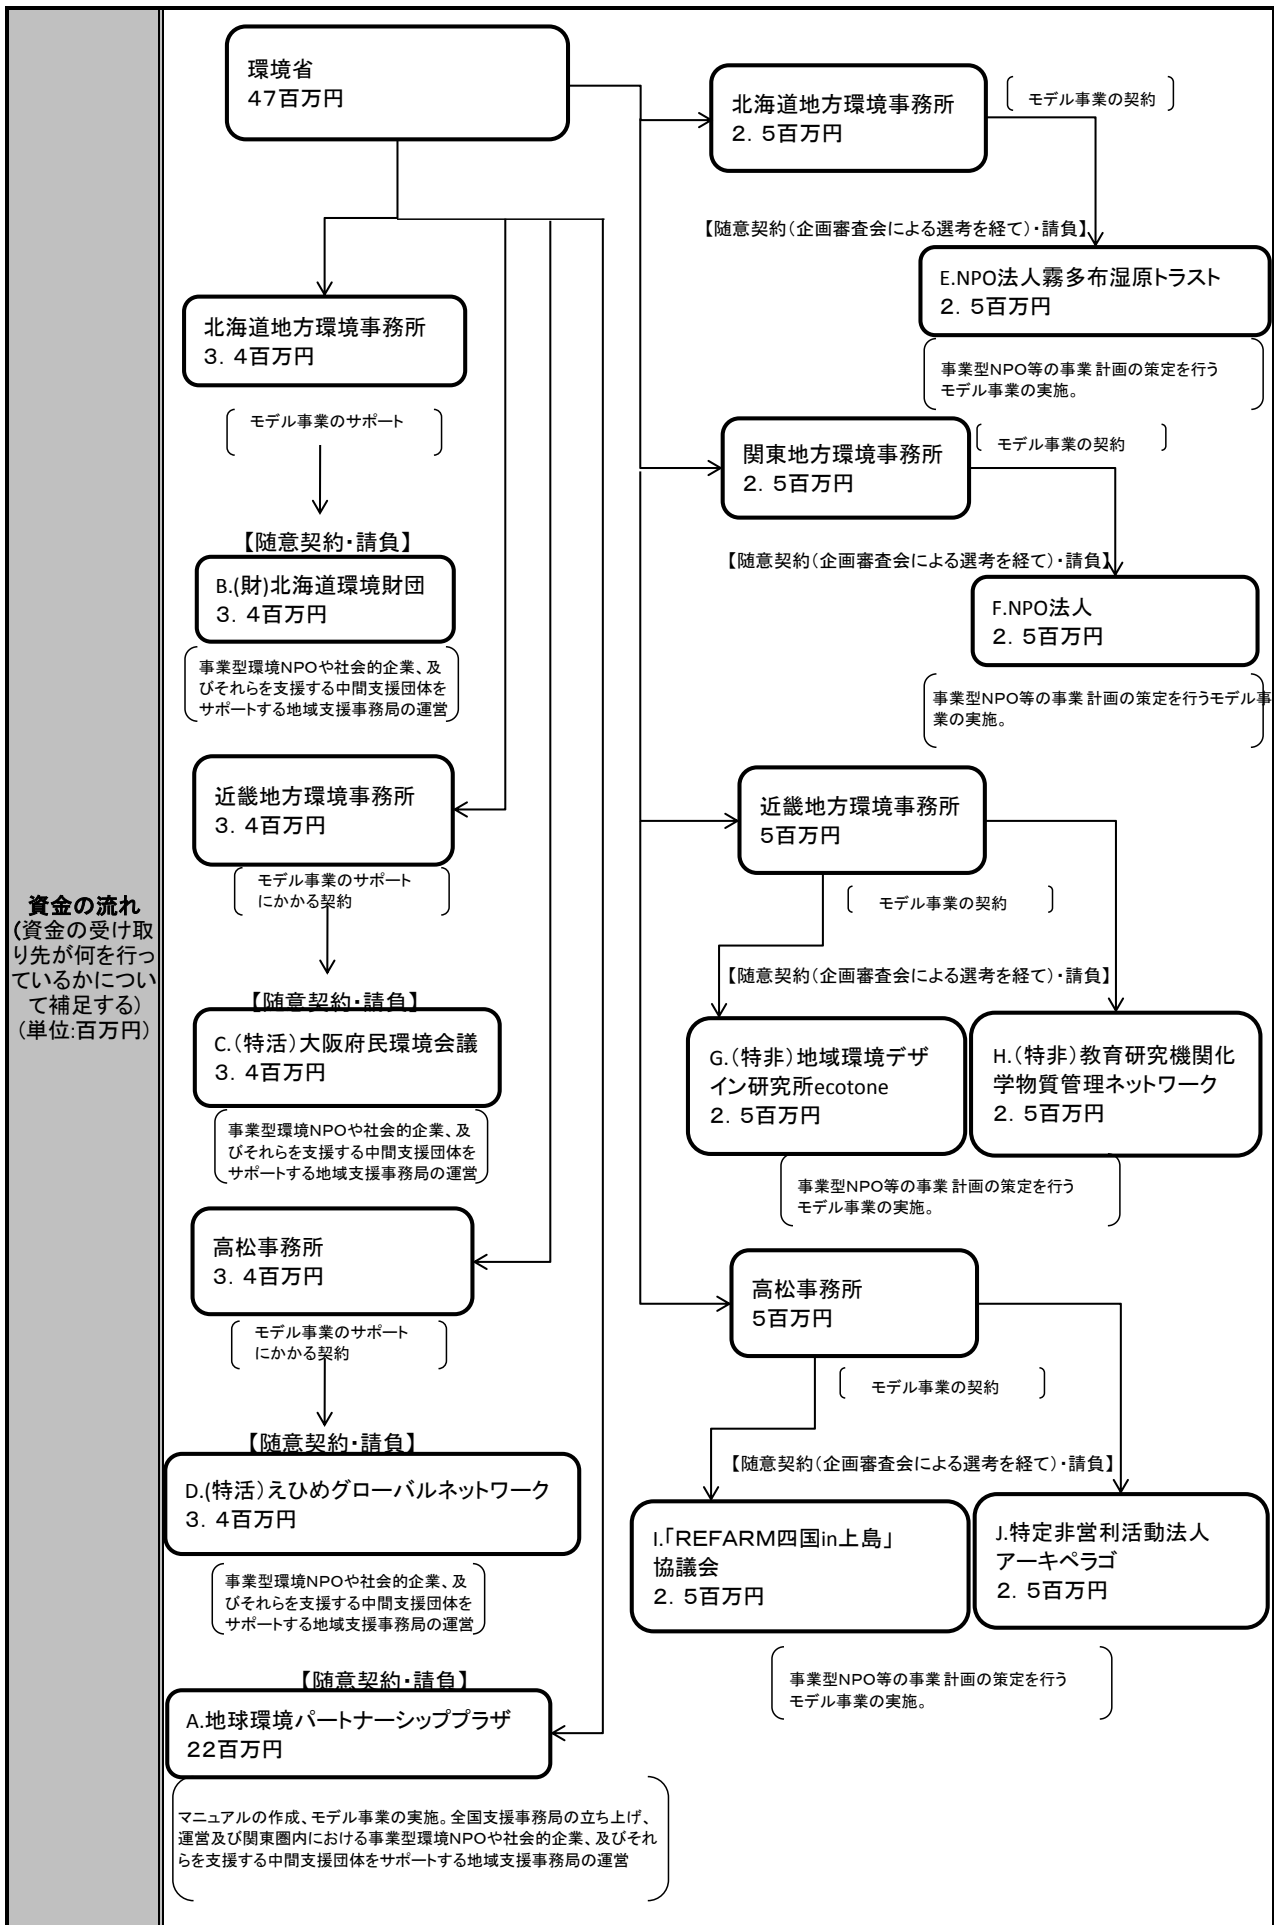 資金の流れ
(資金の受け取
り先が何を行っ
ているかについ
て補足する)
(単位:百万円)
環境省
47百万円
北海道地方環境事務所
3．4百万円
モデル事業のサポート
【随意契約・請負】
B.(財)北海道環境財団
3．4百万円
事業型環境NPOや社会的企業、及
びそれらを支援する中間支援団体を
サポートする地域支援事務局の運営
近畿地方環境事務所
3．4百万円
モデル事業のサポート
にかかる契約
【随意契約・請負】
C.(特活)大阪府民環境会議
3．4百万円
事業型環境NPOや社会的企業、及
びそれらを支援する中間支援団体を
サポートする地域支援事務局の運営
高松事務所
3．4百万円
モデル事業のサポート
にかかる契約
【随意契約・請負】
D.(特活)えひめグローバルネットワーク
3．4百万円
事業型環境NPOや社会的企業、及
びそれらを支援する中間支援団体を
サポートする地域支援事務局の運営
【随意契約・請負】
A.地球環境パートナーシッププラザ
22百万円
マニュアルの作成、モデル事業の実施。全国支援事務局の立ち上げ、
運営及び関東圏内における事業型環境NPOや社会的企業、及びそれ
らを支援する中間支援団体をサポートする地域支援事務局の運営
北海道地方環境事務所
2．5百万円
モデル事業の契約
【随意契約(企画審査会による選考を経て)・請負】
E.NPO法人霧多布湿原トラスト
2．5百万円
事業型NPO等の事業計画の策定を行う
モデル事業の実施。
関東地方環境事務所
2．5百万円
モデル事業の契約
【随意契約(企画審査会による選考を経て)・請負】
F.NPO法人
2．5百万円
事業型NPO等の事業計画の策定を行うモデル事
業の実施。
近畿地方環境事務所
5百万円
モデル事業の契約
【随意契約(企画審査会による選考を経て)・請負】
G.(特非)地域環境デザ
イン研究所ecotone
2．5百万円
H.(特非)教育研究機関化
学物質管理ネットワーク
2．5百万円
事業型NPO等の事業計画の策定を行う
モデル事業の実施。
高松事務所
5百万円
モデル事業の契約
【随意契約(企画審査会による選考を経て)・請負】
I.「REFARM四国in上島」
協議会
2．5百万円
J.特定非営利活動法人
アーキペラゴ
2．5百万円
事業型NPO等の事業計画の策定を行う
モデル事業の実施。